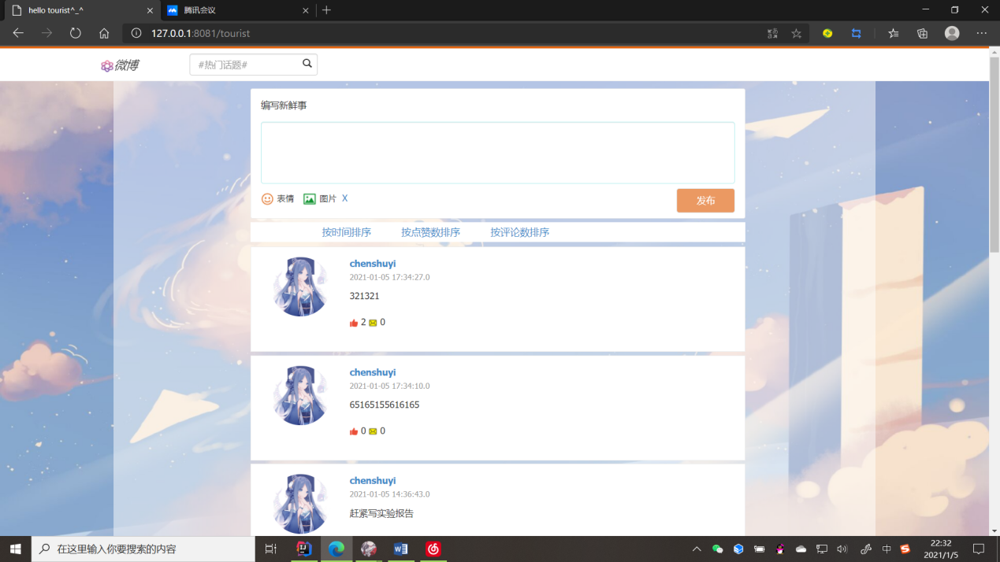 hello tourist^_^
腾讯会议
127.0.0.1:8081/tourist
微博
#热门话题#
编写新鲜事
表情 图片 X
发布
按时间排序 按点赞数排序 按评论数排序
chenshuyi
2021-01-05 17:34:27.0
321321
2 0
chenshuyi
2021-01-05 17:34:10.0
65165155616165
0 0
chenshuyi
2021-01-05 14:36:43.0
赶紧写实验报告
在这里输入你要搜索的内容
中
22:32
2021/1/5